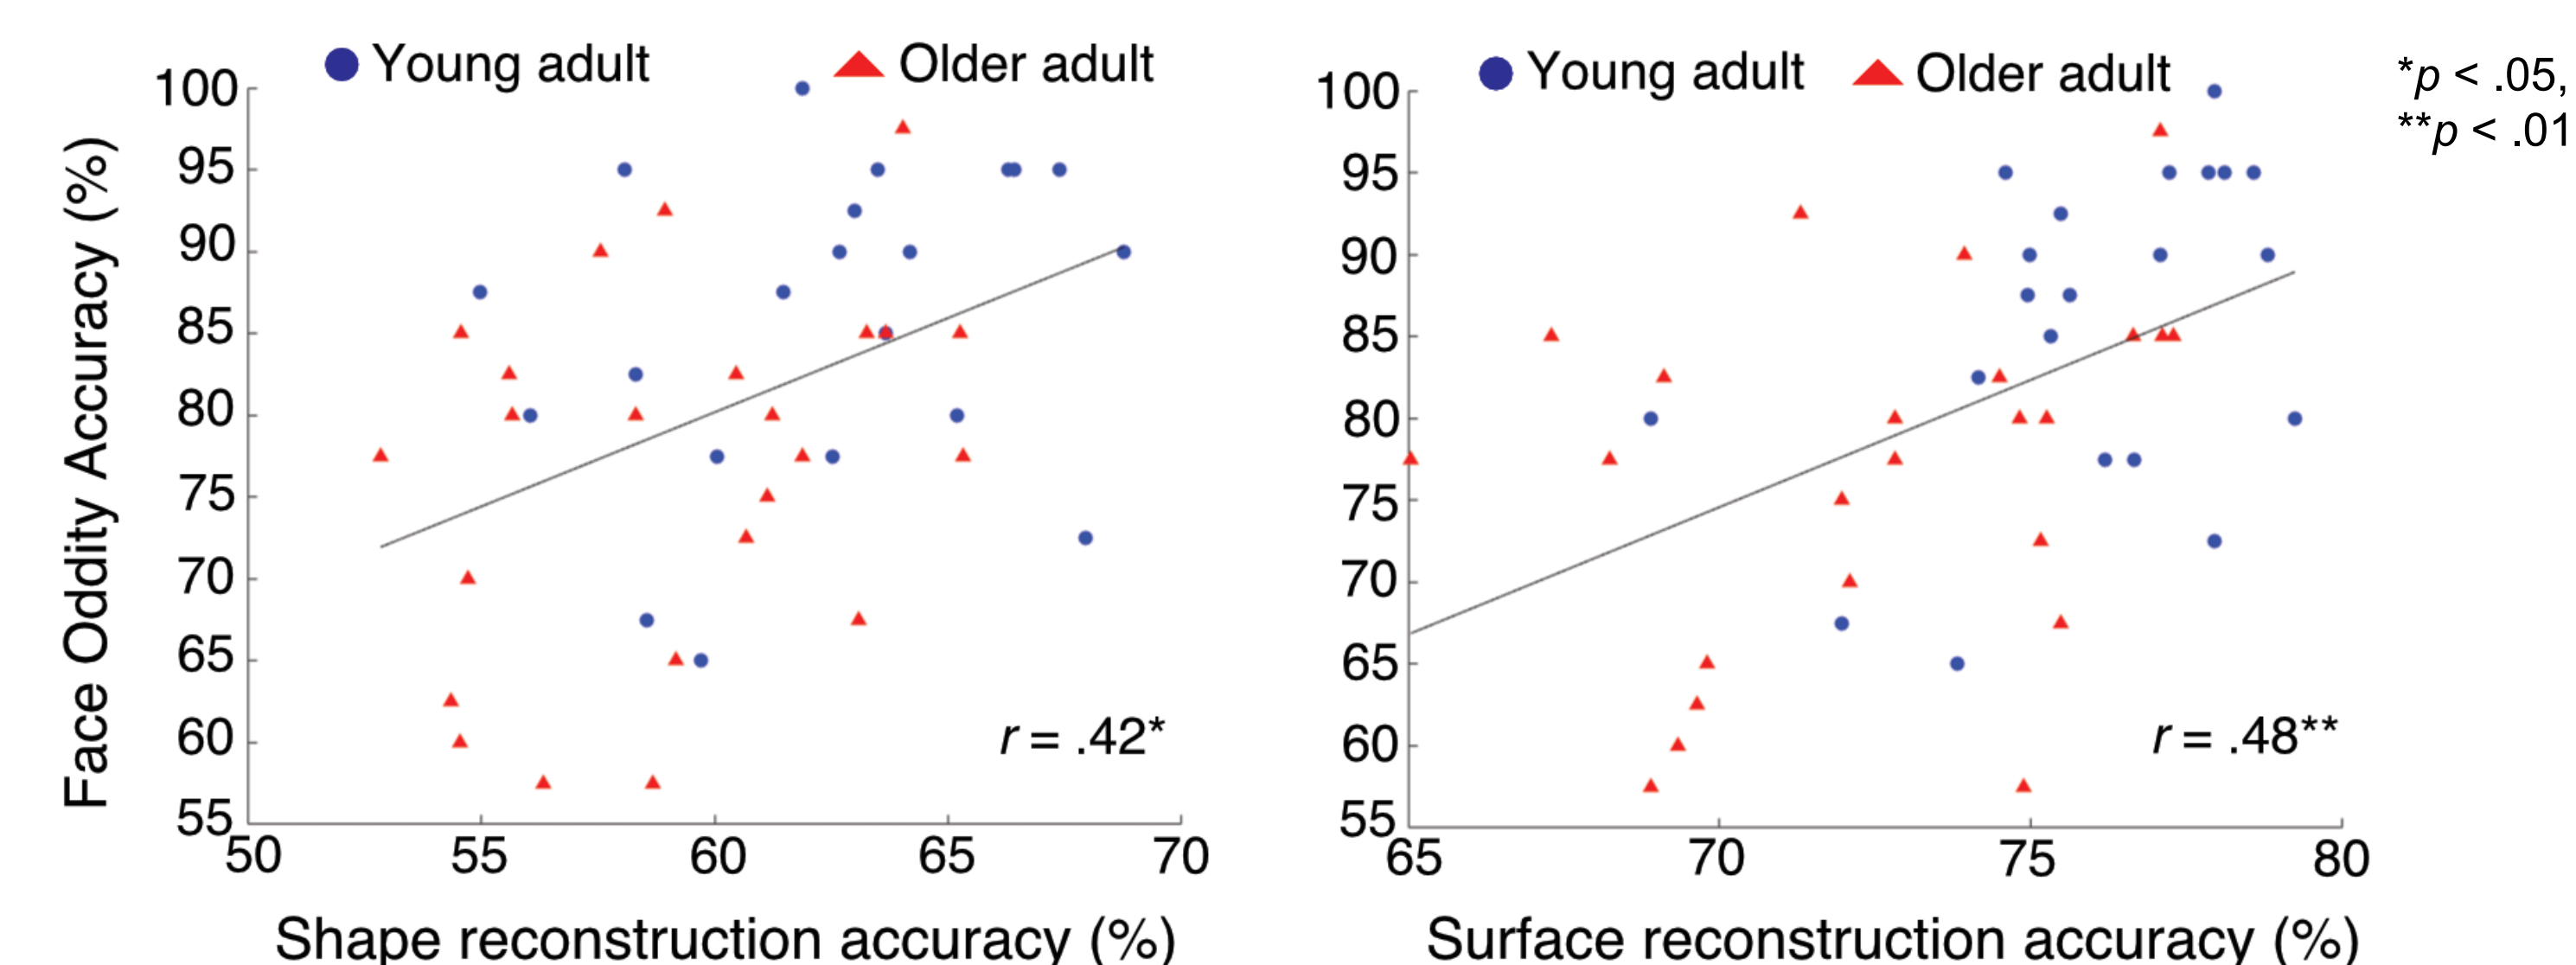 Young adult
Older adult
100
95
90
85
80
75
70
65
60
55
Face Oddity Accuracy (%)
r = .42*
50 55 60 65 70
Shape reconstruction accuracy (%)
Young adult
Older adult
100
95
90
85
80
75
70
65
60
55
r = .48**
65 70 75 80
Surface reconstruction accuracy (%)
*p < .05,
**p < .01